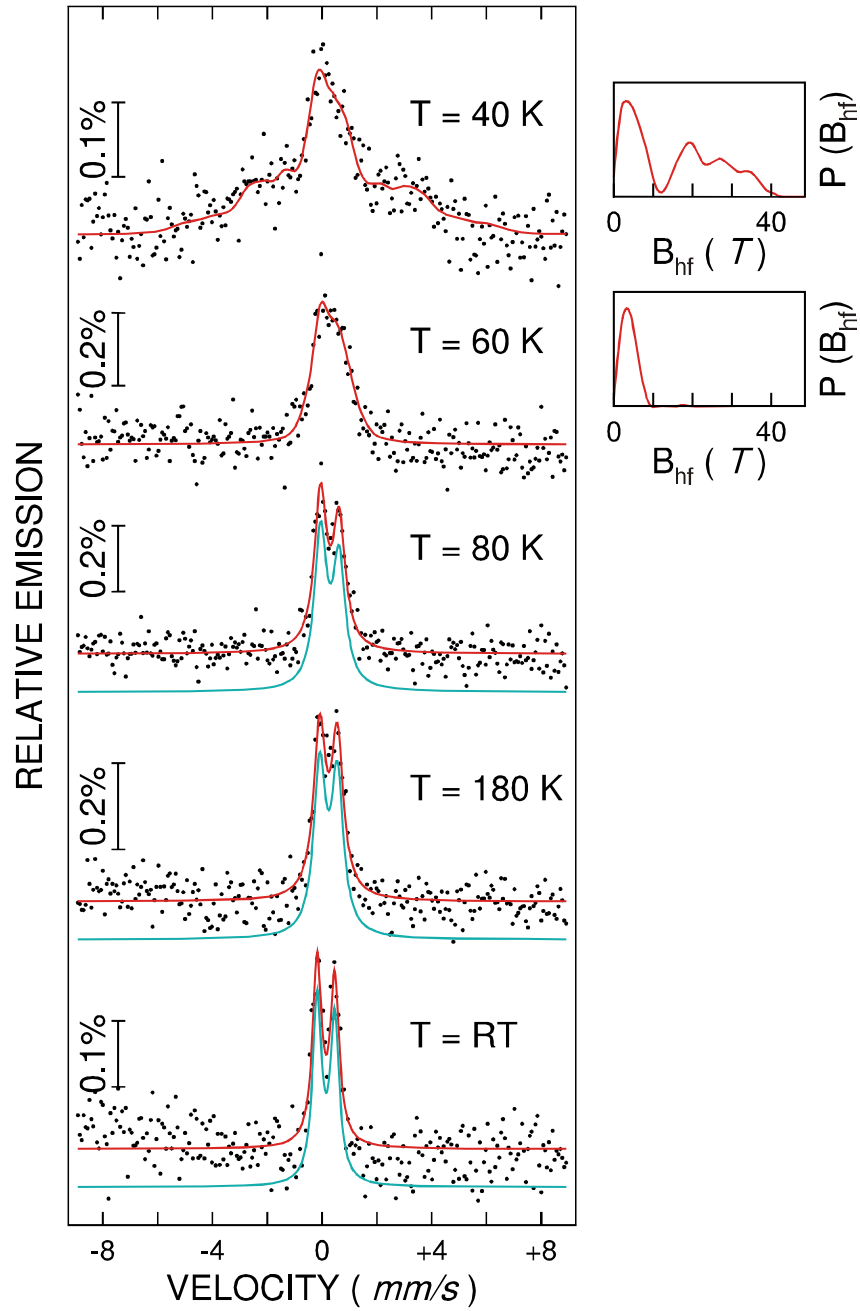 0.1%
T = 40 K
P (B_hf)
0 40
B_hf ( T )
0.2%
T = 60 K
P (B_hf)
0 40
B_hf ( T )
0.2%
T = 80 K
0.2%
T = 180 K
0.1%
T = RT
RELATIVE EMISSION
-8 -4 0 +4 +8
VELOCITY ( mm/s )